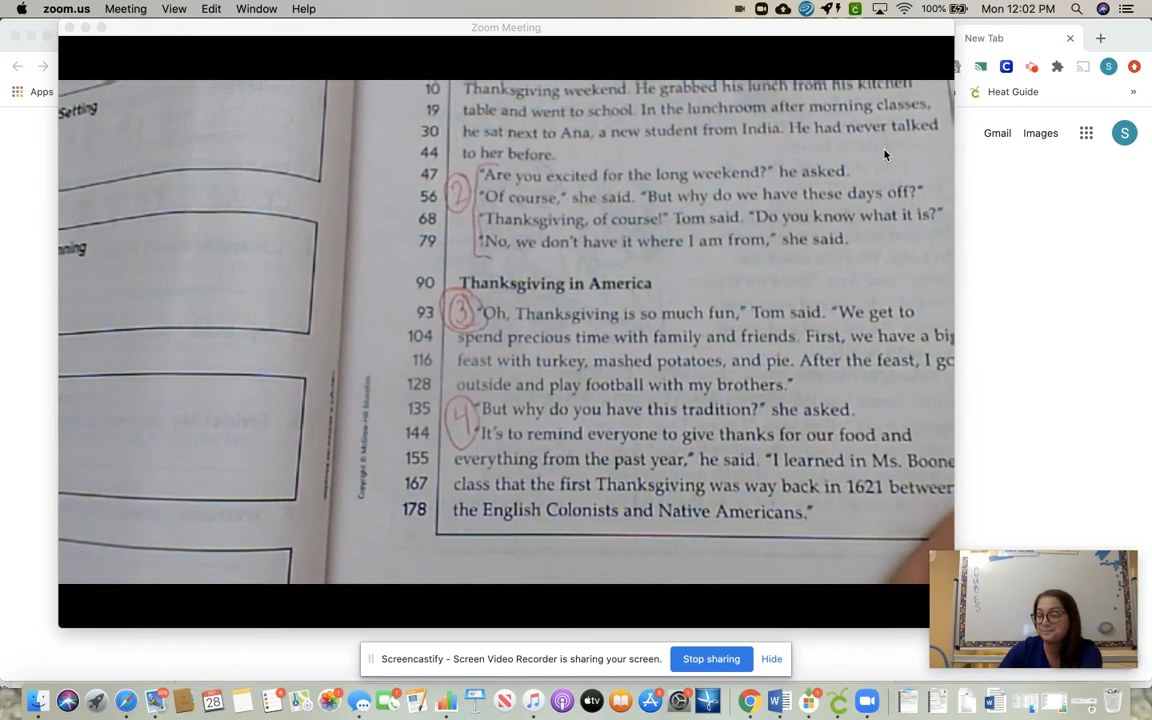 zoom.us Meeting View Edit Window Help 100% Mon 12:02 PM
Zoom Meeting
New Tab
Apps
Heat Guide
»
Gmail Images S
Setting
10 Thanksgiving weekend. He grabbed his lunch from his kitchen
19 table and went to school. In the lunchroom after morning classes,
30 he sat next to Ana, a new student from India. He had never talked
44 to her before.
47 "Are you excited for the long weekend?" he asked.
56 "Of course," she said. "But why do we have these days off?"
68 "Thanksgiving, of course!" Tom said. "Do you know what it is?"
79 "No, we don't have it where I am from," she said.
2
90 Thanksgiving in America
93 "Oh, Thanksgiving is so much fun," Tom said. "We get to
3
104 spend precious time with family and friends. First, we have a big
116 feast with turkey, mashed potatoes, and pie. After the feast, I go
128 outside and play football with my brothers."
135 "But why do you have this tradition?" she asked.
4
144 "It's to remind everyone to give thanks for our food and
155 everything from the past year," he said. "I learned in Ms. Boone
167 class that the first Thanksgiving was way back in 1621 between
178 the English Colonists and Native Americans."
nning
Copyright © McGraw-Hill Education
Screencastify - Screen Video Recorder is sharing your screen. Stop sharing Hide
28